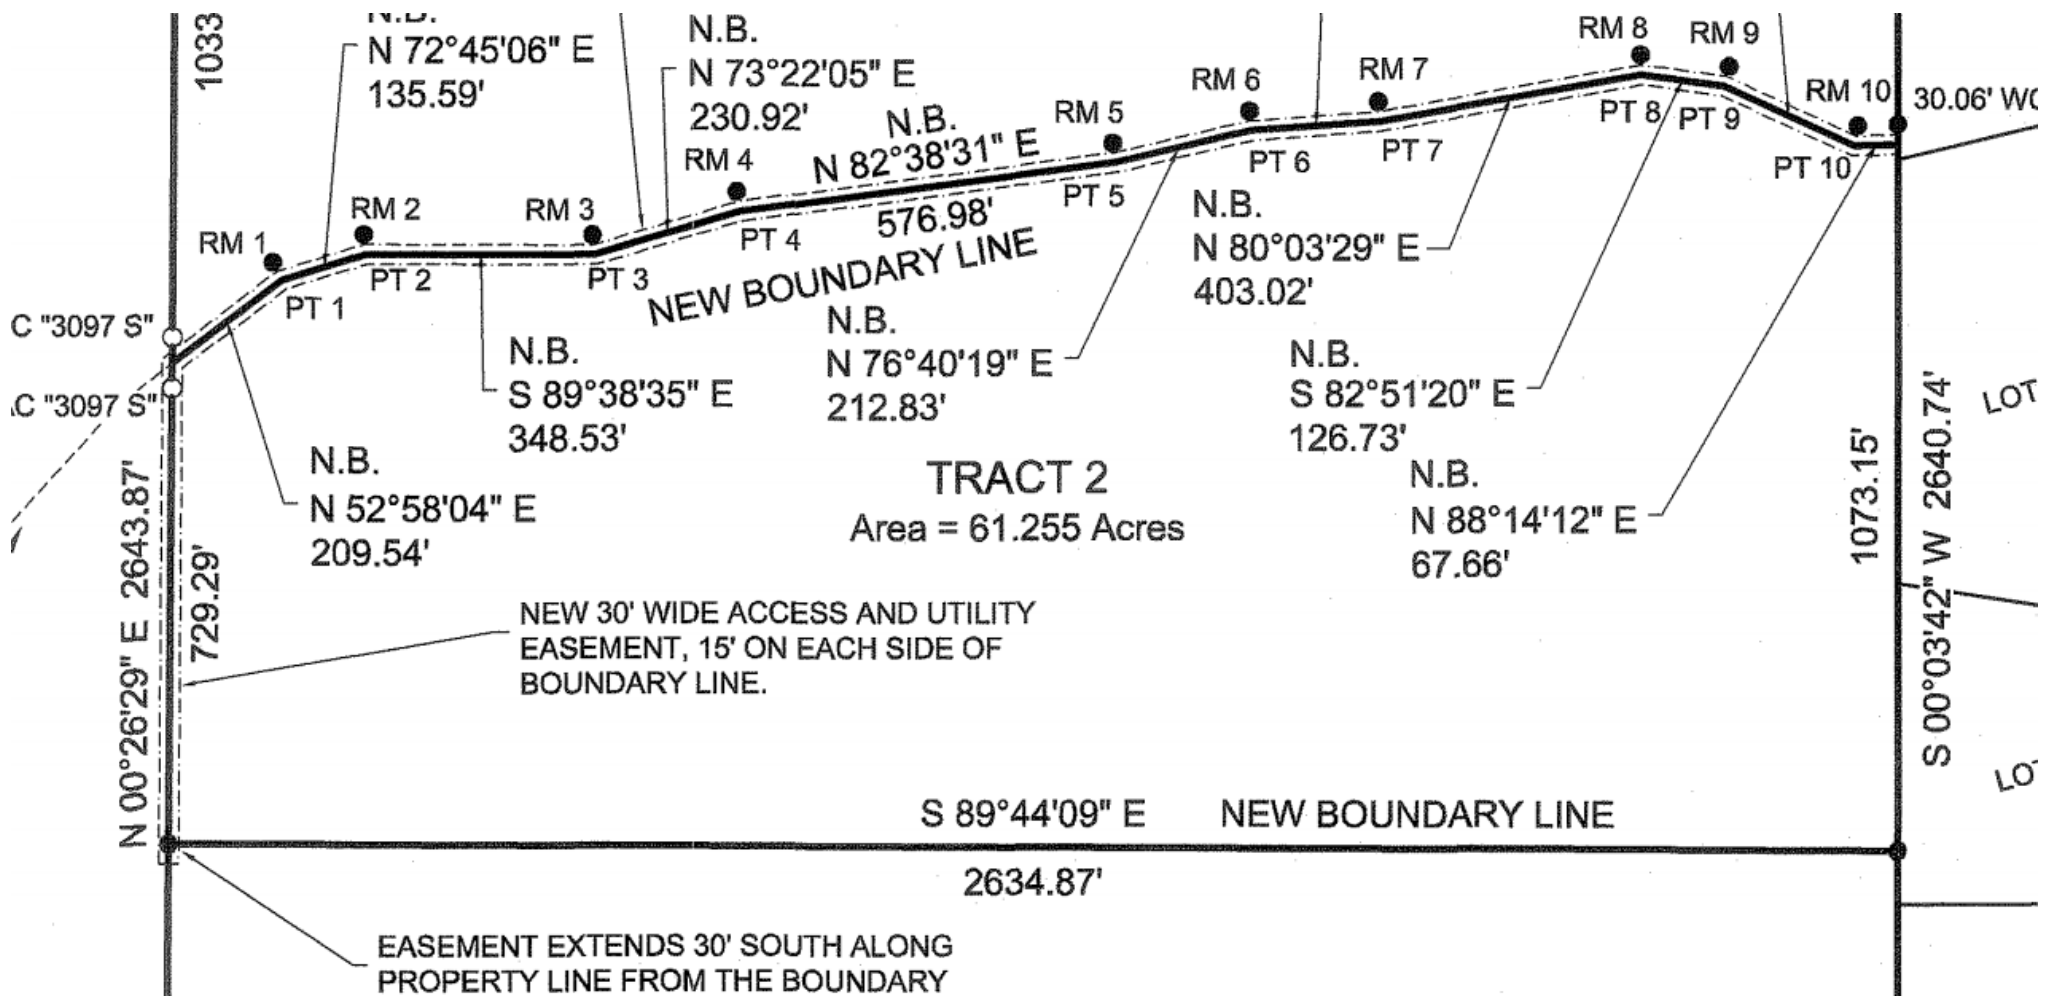 1033
N.B.
N 72°45'06" E
135.59'
N.B.
N 73°22'05" E
230.92'
RM 1
RM 2
RM 3
RM 4
RM 5
RM 6
RM 7
RM 8
RM 9
RM 10
30.06'
N.B.
N 82°38'31" E
576.98'
NEW BOUNDARY LINE
PT 1
PT 2
PT 3
PT 4
PT 5
PT 6
PT 7
PT 8
PT 9
PT 10
C "3097 S"
C "3097 S"
N.B.
N 52°58'04" E
209.54'
N.B.
S 89°38'35" E
348.53'
N.B.
N 76°40'19" E
212.83'
N.B.
N 80°03'29" E
403.02'
N.B.
S 82°51'20" E
126.73'
N.B.
N 88°14'12" E
67.66'
TRACT 2
Area = 61.255 Acres
N 00°26'29" E 2643.87'
729.29'
1073.15'
S 00°03'42" W 2640.74'
LOT
LOT
NEW 30' WIDE ACCESS AND UTILITY
EASEMENT, 15' ON EACH SIDE OF
BOUNDARY LINE.
S 89°44'09" E NEW BOUNDARY LINE
2634.87'
EASEMENT EXTENDS 30' SOUTH ALONG
PROPERTY LINE FROM THE BOUNDARY